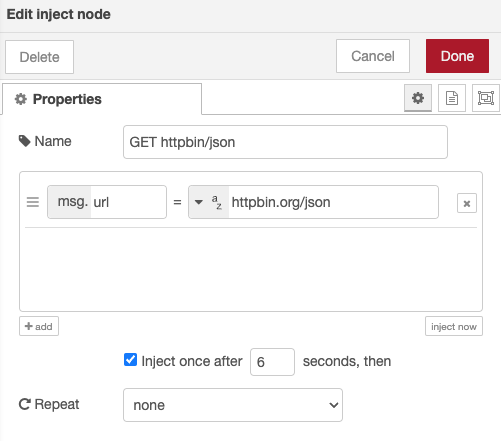 Edit inject node
Delete Cancel Done
Properties
Name GET httpbin/json
msg. url = az httpbin.org/json x
+ add inject now
Inject once after 6 seconds, then
Repeat none